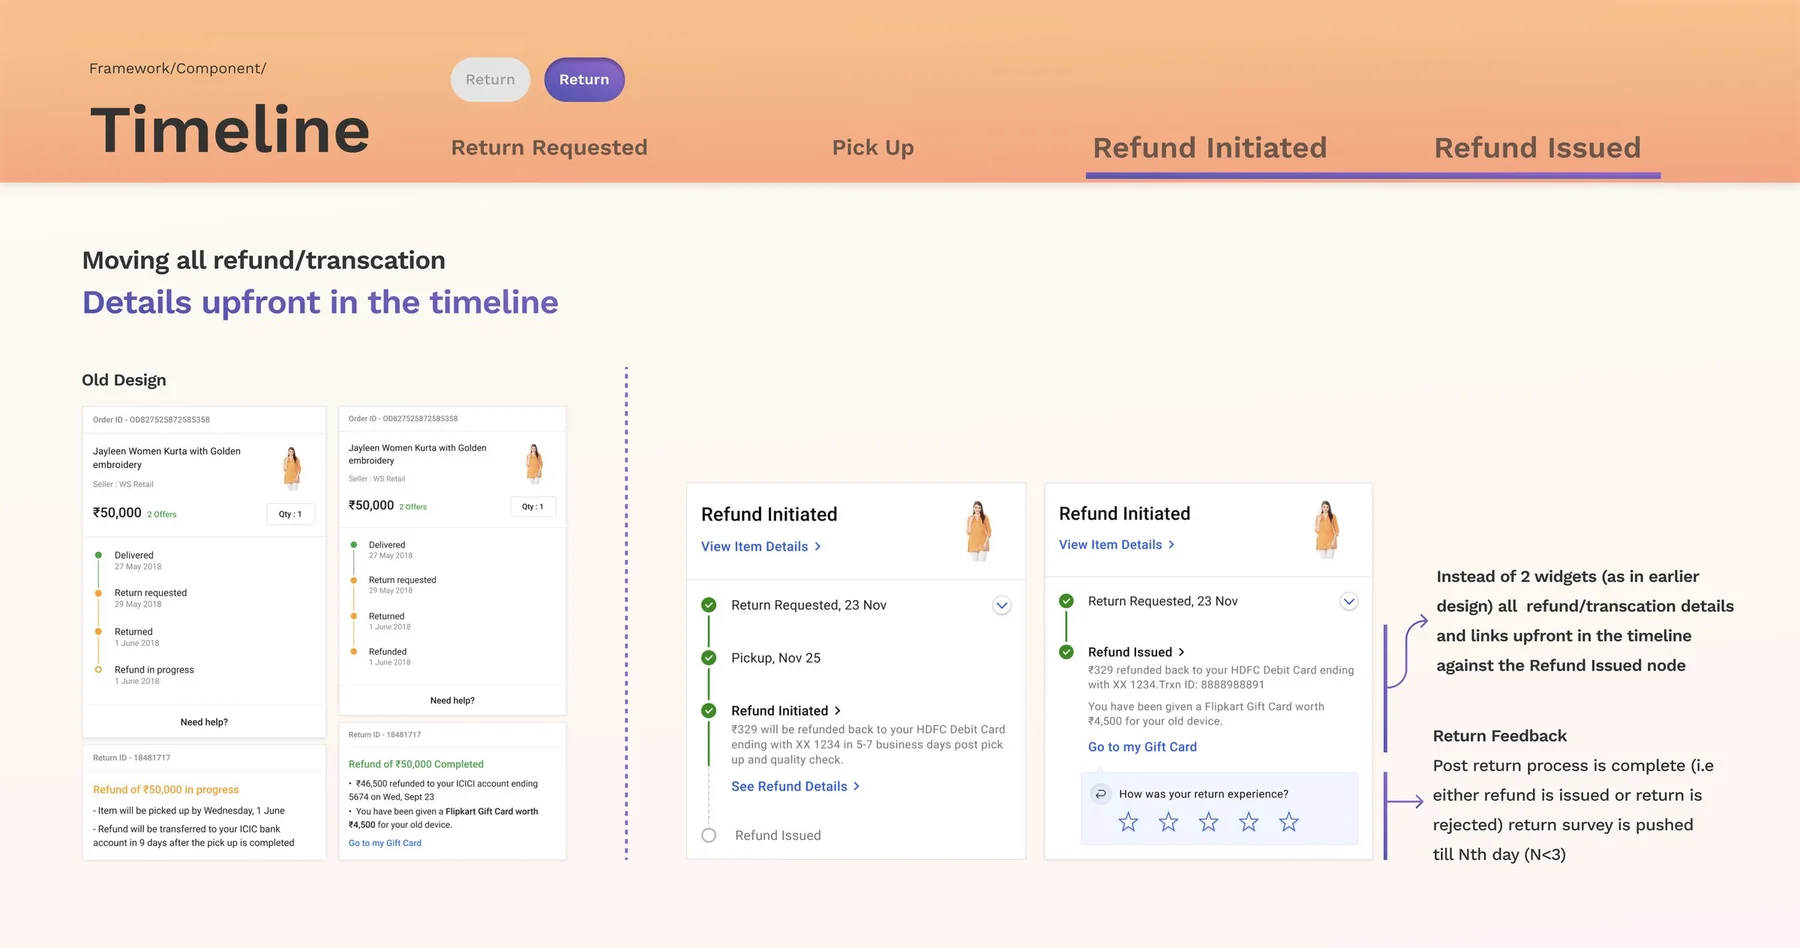 Framework/Component/
Timeline
Return
Return
Return Requested
Pick Up
Refund Initiated
Refund Issued
Moving all refund/transcation
Details upfront in the timeline
Old Design
Order ID - OD827525872585358
Jayleen Women Kurta with Golden
embroidery
Seller : WS Retail
₹50,000 2 Offers
Qty : 1
Delivered
27 May 2018
Return requested
29 May 2018
Returned
1 June 2018
Refund in progress
1 June 2018
Need help?
Return ID - 18481717
Refund of ₹50,000 in progress
- Item will be picked up by Wednesday, 1 June
- Refund will be transferred to your ICIC bank
account in 9 days after the pick up is completed
Order ID - OD827525872585358
Jayleen Women Kurta with Golden
embroidery
Seller : WS Retail
₹50,000 2 Offers
Qty : 1
Delivered
27 May 2018
Return requested
29 May 2018
Returned
1 June 2018
Refunded
1 June 2018
Need help?
Return ID - 18481717
Refund of ₹50,000 Completed
• ₹46,500 refunded to your ICICI account ending
5674 on Wed, Sept 23
• You have been given a Flipkart Gift Card worth
₹4,500 for your old device.
Go to my Gift Card
Refund Initiated
View Item Details >
Return Requested, 23 Nov
Pickup, Nov 25
Refund Initiated >
₹329 will be refunded back to your HDFC Debit Card
ending with XX 1234 in 5-7 business days post pick
up and quality check.
See Refund Details >
Refund Issued
Refund Initiated
View Item Details >
Return Requested, 23 Nov
Refund Issued >
₹329 refunded back to your HDFC Debit Card ending
with XX 1234.Trxn ID: 8888988891
You have been given a Flipkart Gift Card worth
₹4,500 for your old device.
Go to my Gift Card
How was your return experience?
Instead of 2 widgets (as in earlier
design) all refund/transcation details
and links upfront in the timeline
against the Refund Issued node
Return Feedback
Post return process is complete (i.e
either refund is issued or return is
rejected) return survey is pushed
till Nth day (N<3)